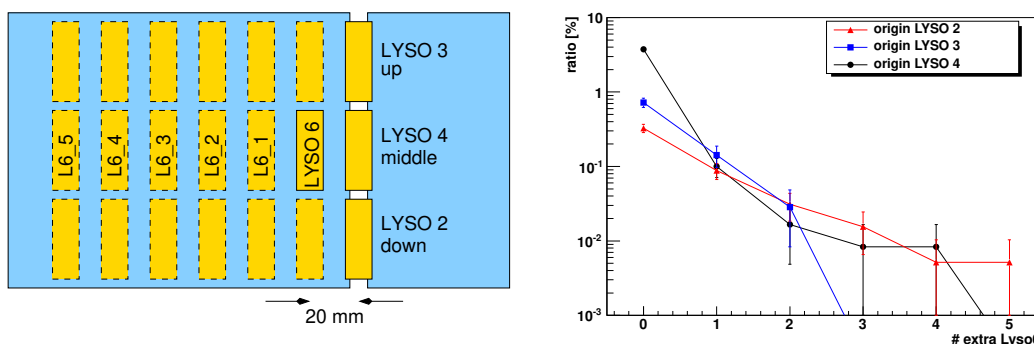 LYSO 3
up
L6_5
L6_4
L6_3
L6_2
L6_1
LYSO 6
LYSO 4
middle
LYSO 2
down
20 mm
ratio [%]
10
1
10-1
10-2
10-3
origin LYSO 2
origin LYSO 3
origin LYSO 4
0
1
2
3
4
5
# extra Lyso